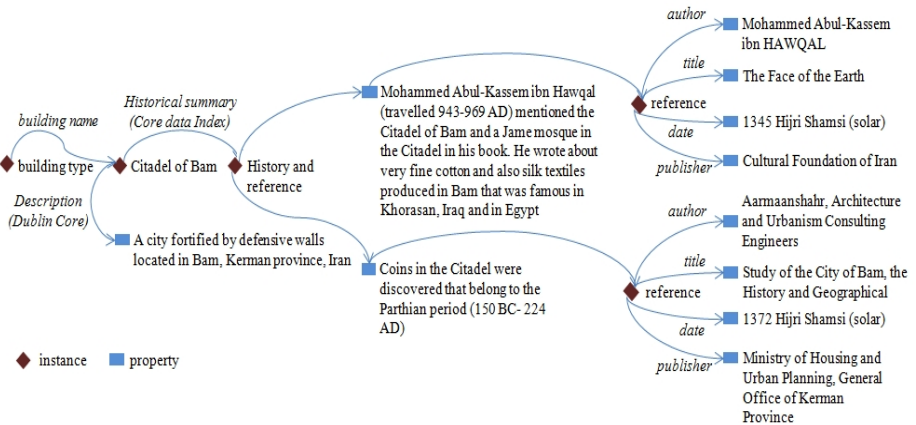 building name
building type
Historical summary
(Core data Index)
Citadel of Bam
Description
(Dublin Core)
A city fortified by defensive walls
located in Bam, Kerman province, Iran
History and
reference
Mohammed Abul-Kassem ibn Hawqal
(travelled 943-969 AD) mentioned the
Citadel of Bam and a Jame mosque in
the Citadel in his book. He wrote about
very fine cotton and also silk textiles
produced in Bam that was famous in
Khorasan, Iraq and in Egypt
Coins in the Citadel were
discovered that belong to the
Parthian period (150 BC- 224
AD)
reference
author
Mohammed Abul-Kassem
ibn HAWQAL
title
The Face of the Earth
date
1345 Hijri Shamsi (solar)
publisher
Cultural Foundation of Iran
reference
author
Aarmaanshahr, Architecture
and Urbanism Consulting
Engineers
title
Study of the City of Bam, the
History and Geographical
date
1372 Hijri Shamsi (solar)
publisher
Ministry of Housing and
Urban Planning, General
Office of Kerman
Province
instance
property